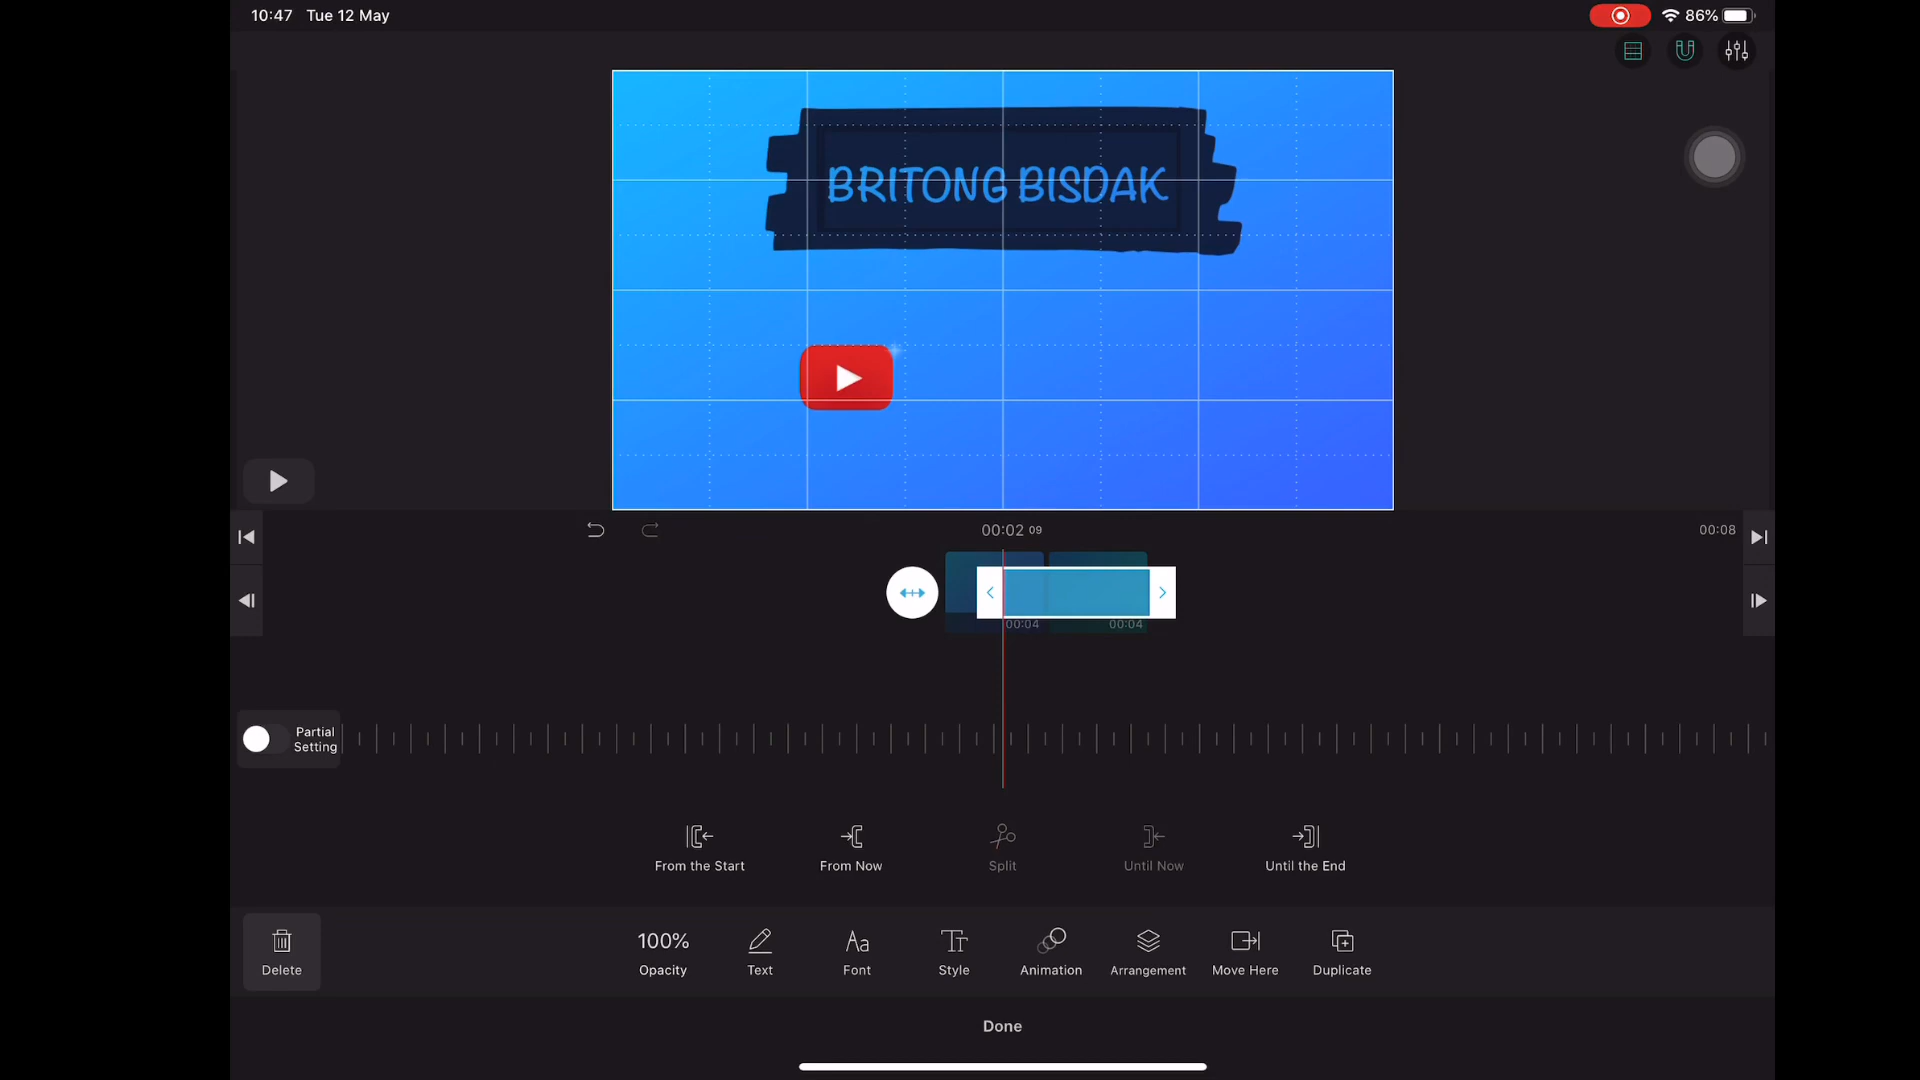 10:47 Tue 12 May
86%
BRITONG BISDAK
00:02 09
00:08
00:04
00:04
Partial
Setting
From the Start
From Now
Split
Until Now
Until the End
Delete
100%
Opacity
Text
Aa
Font
Style
Animation
Arrangement
Move Here
Duplicate
Done